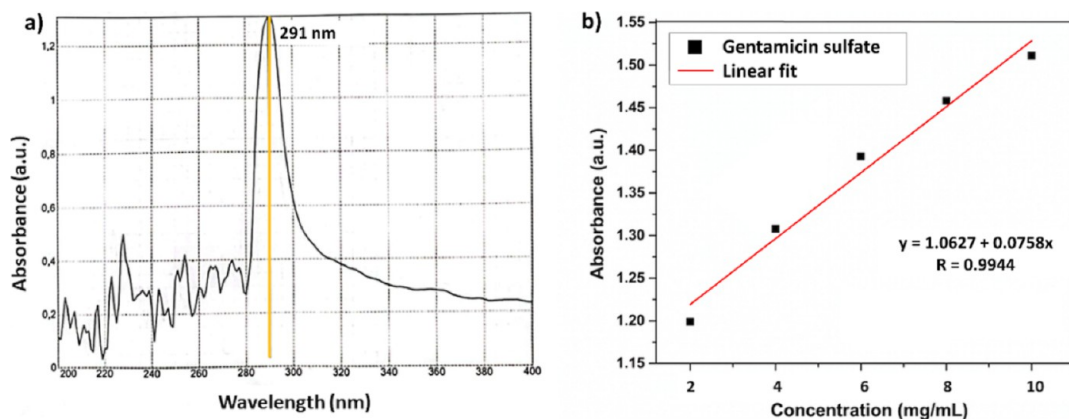 a)
291 nm
1,2
1
0,8
0,6
0,4
0,2
0
200 220 240 260 280 300 320 340 360 380 400
Absorbance (a.u.)
Wavelength (nm)
b)
Gentamicin sulfate
Linear fit
y = 1.0627 + 0.0758x
R = 0.9944
1.55
1.50
1.45
1.40
1.35
1.30
1.25
1.20
1.15
2 4 6 8 10
Absorbance (a.u.)
Concentration (mg/mL)